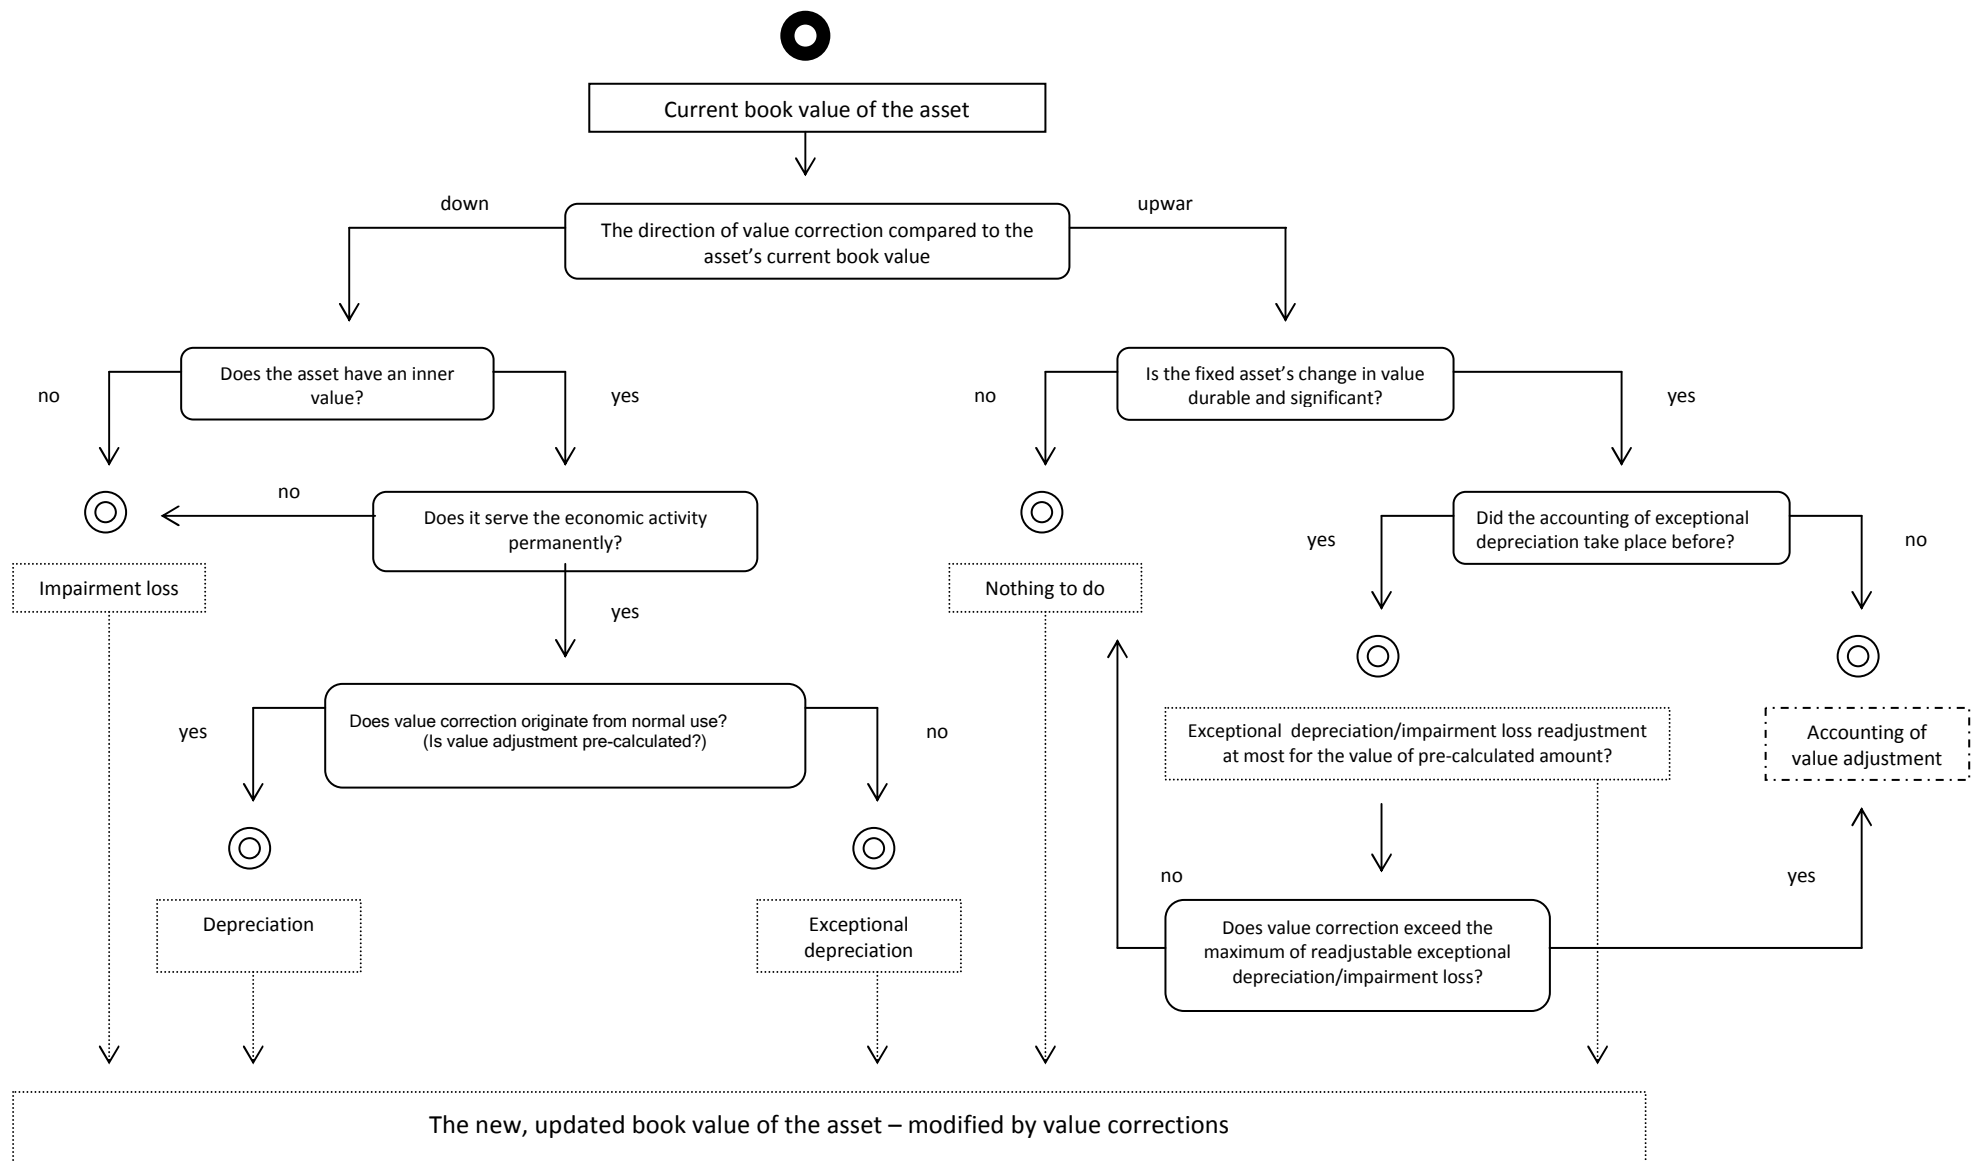 Current book value of the asset
down
upwar
The direction of value correction compared to the
asset's current book value
Does the asset have an inner
value?
Is the fixed asset's change in value
durable and significant?
no
yes
no
yes
no
Does it serve the economic activity
permanently?
Did the accounting of exceptional
depreciation take place before?
yes
no
Impairment loss
Nothing to do
yes
Does value correction originate from normal use?
(Is value adjustment pre-calculated?)
yes
no
Exceptional depreciation/impairment loss readjustment
at most for the value of pre-calculated amount?
Accounting of
value adjustment
no
yes
Depreciation
Exceptional
depreciation
Does value correction exceed the
maximum of readjustable exceptional
depreciation/impairment loss?
The new, updated book value of the asset – modified by value corrections